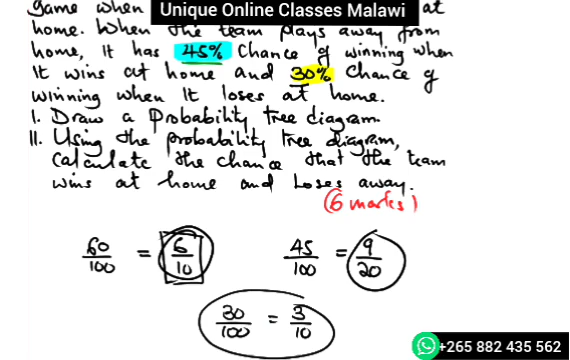 Game when
Unique Online Classes Malawi
at
home. When the team plays away from
home, It has 45% Chance of winning when
It wins at home and 30% Chance of
winning when It loses at home.
I. Draw a Probability tree diagram
II. Using the probability tree diagram,
Calculate the chance that the team
wins at home and Loses away.
(6 marks)
60/100 = 6/10
45/100 = 9/20
30/100 = 3/10
+265 882 435 562